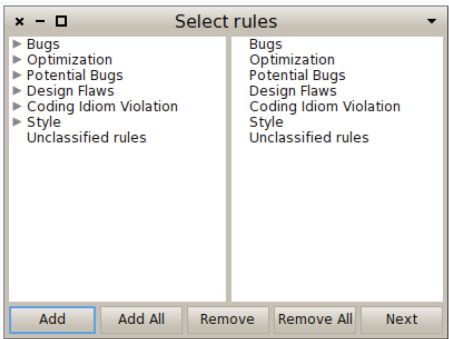 Select rules
Bugs
Optimization
Potential Bugs
Design Flaws
Coding Idiom Violation
Style
Unclassified rules
Bugs
Optimization
Potential Bugs
Design Flaws
Coding Idiom Violation
Style
Unclassified rules
Add Add All Remove Remove All Next